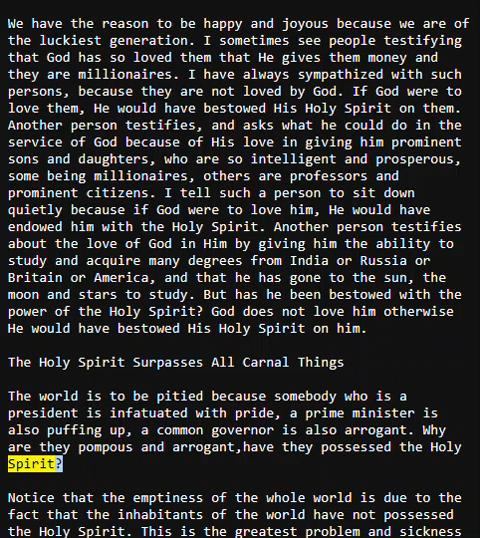 We have the reason to be happy and joyous because we are of
the luckiest generation. I sometimes see people testifying
that God has so loved them that He gives them money and
they are millionaires. I have always sympathized with such
persons, because they are not loved by God. If God were to
love them, He would have bestowed His Holy Spirit on them.
Another person testifies, and asks what he could do in the
service of God because of His love in giving him prominent
sons and daughters, who are so intelligent and prosperous,
some being millionaires, others are professors and
prominent citizens. I tell such a person to sit down
quietly because if God were to love him, He would have
endowed him with the Holy Spirit. Another person testifies
about the love of God in Him by giving him the ability to
study and acquire many degrees from India or Russia or
Britain or America, and that he has gone to the sun, the
moon and stars to study. But has he been bestowed with the
power of the Holy Spirit? God does not love him otherwise
He would have bestowed His Holy Spirit on him.
The Holy Spirit Surpasses All Carnal Things
The world is to be pitied because somebody who is a
president is infatuated with pride, a prime minister is
also puffing up, a common governor is also arrogant. Why
are they pompous and arrogant,have they possessed the Holy
Spirit?
Notice that the emptiness of the whole world is due to the
fact that the inhabitants of the world have not possessed
the Holy Spirit. This is the greatest problem and sickness